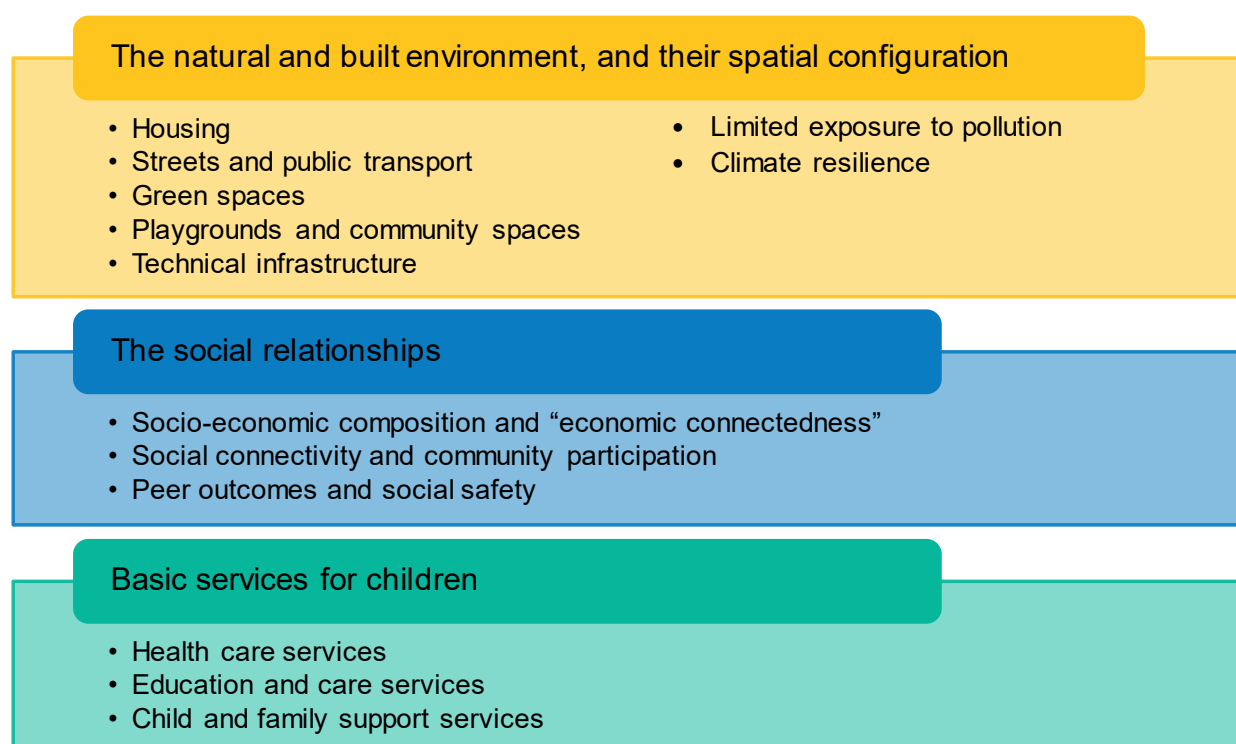 The natural and built environment, and their spatial configuration
• Housing
• Streets and public transport
• Green spaces
• Playgrounds and community spaces
• Technical infrastructure
• Limited exposure to pollution
• Climate resilience
The social relationships
• Socio-economic composition and “economic connectedness”
• Social connectivity and community participation
• Peer outcomes and social safety
Basic services for children
• Health care services
• Education and care services
• Child and family support services